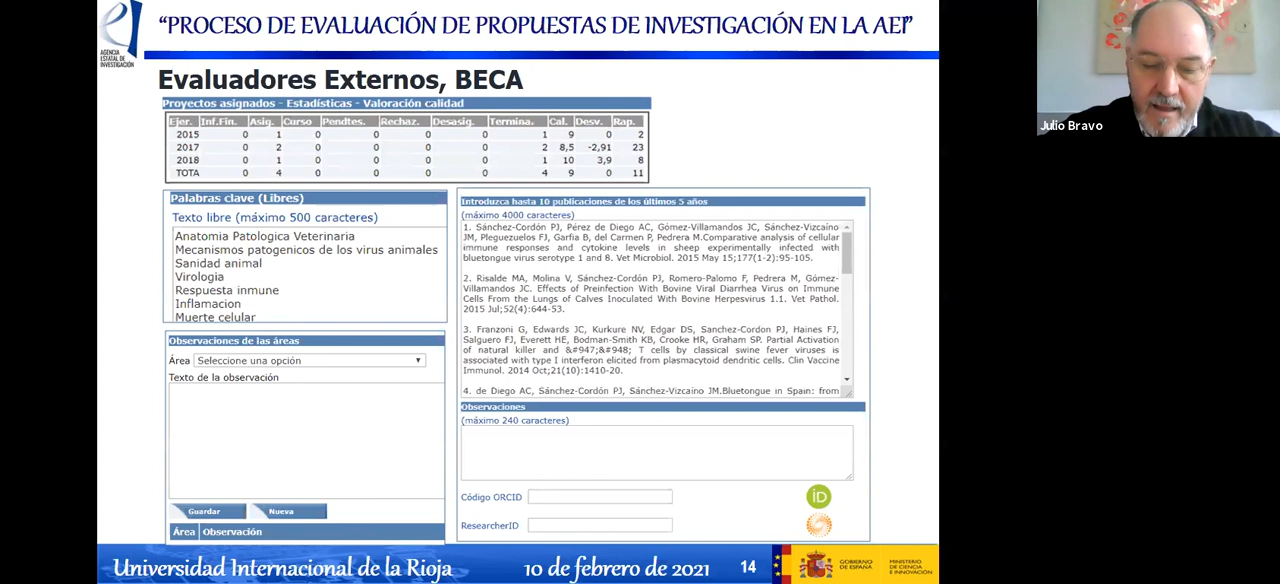 “PROCESO DE EVALUACIÓN DE PROPUESTAS DE INVESTIGACIÓN EN LA AEI”
AGENCIA
ESTATAL DE
INVESTIGACIÓN
Evaluadores Externos, BECA
Proyectos asignados - Estadísticas - Valoración calidad
Ejer. Inf.Fin. Asig. Curso Pendtes. Rechaz. Desasig. Termina. Cal. Desv. Rap.
2015 0 1 0 0 0 0 1 9 0 2
2017 0 2 0 0 0 0 2 8,5 -2,91 23
2018 0 1 0 0 0 0 1 10 3,9 8
TOTA 0 4 0 0 0 0 4 9 0 11
Palabras clave (Libres)
Texto libre (máximo 500 caracteres)
Anatomia Patologica Veterinaria
Mecanismos patogenicos de los virus animales
Sanidad animal
Virologia
Respuesta inmune
Inflamacion
Muerte celular
Observaciones de las áreas
Área Seleccione una opción
Texto de la observación
Guardar Nueva
Área Observación
Introduzca hasta 10 publicaciones de los últimos 5 años
(máximo 4000 caracteres)
1. Sánchez-Cordón PJ, Pérez de Diego AC, Gómez-Villamandos JC, Sánchez-Vizcaíno
JM, Pleguezuelos FJ, Garfia B, del Carmen P, Pedrera M.Comparative analysis of cellular
immune responses and cytokine levels in sheep experimentally infected with
bluetongue virus serotype 1 and 8. Vet Microbiol. 2015 May 15;177(1-2):95-105.
2. Risalde MA, Molina V, Sánchez-Cordón PJ, Romero-Palomo F, Pedrera M, Gómez-
Villamandos JC. Effects of Preinfection With Bovine Viral Diarrhea Virus on Immune
Cells From the Lungs of Calves Inoculated With Bovine Herpesvirus 1.1. Vet Pathol.
2015 Jul;52(4):644-53.
3. Franzoni G, Edwards JC, Kurkure NV, Edgar DS, Sanchez-Cordon PJ, Haines FJ,
Salguero FJ, Everett HE, Bodman-Smith KB, Crooke HR, Graham SP. Partial Activation
of natural killer and &#947;&#948; T cells by classical swine fever viruses is
associated with type I interferon elicited from plasmacytoid dendritic cells. Clin Vaccine
Immunol. 2014 Oct;21(10):1410-20.
4. de Diego AC, Sánchez-Cordón PJ, Sánchez-Vizcaíno JM.Bluetongue in Spain: from
Observaciones
(máximo 240 caracteres)
Código ORCID
iD
ResearcherID
Universidad Internacional de la Rioja 10 de febrero de 2021 14
GOBIERNO
DE ESPAÑA
MINISTERIO
DE CIENCIA
E INNOVACIÓN
Julio Bravo